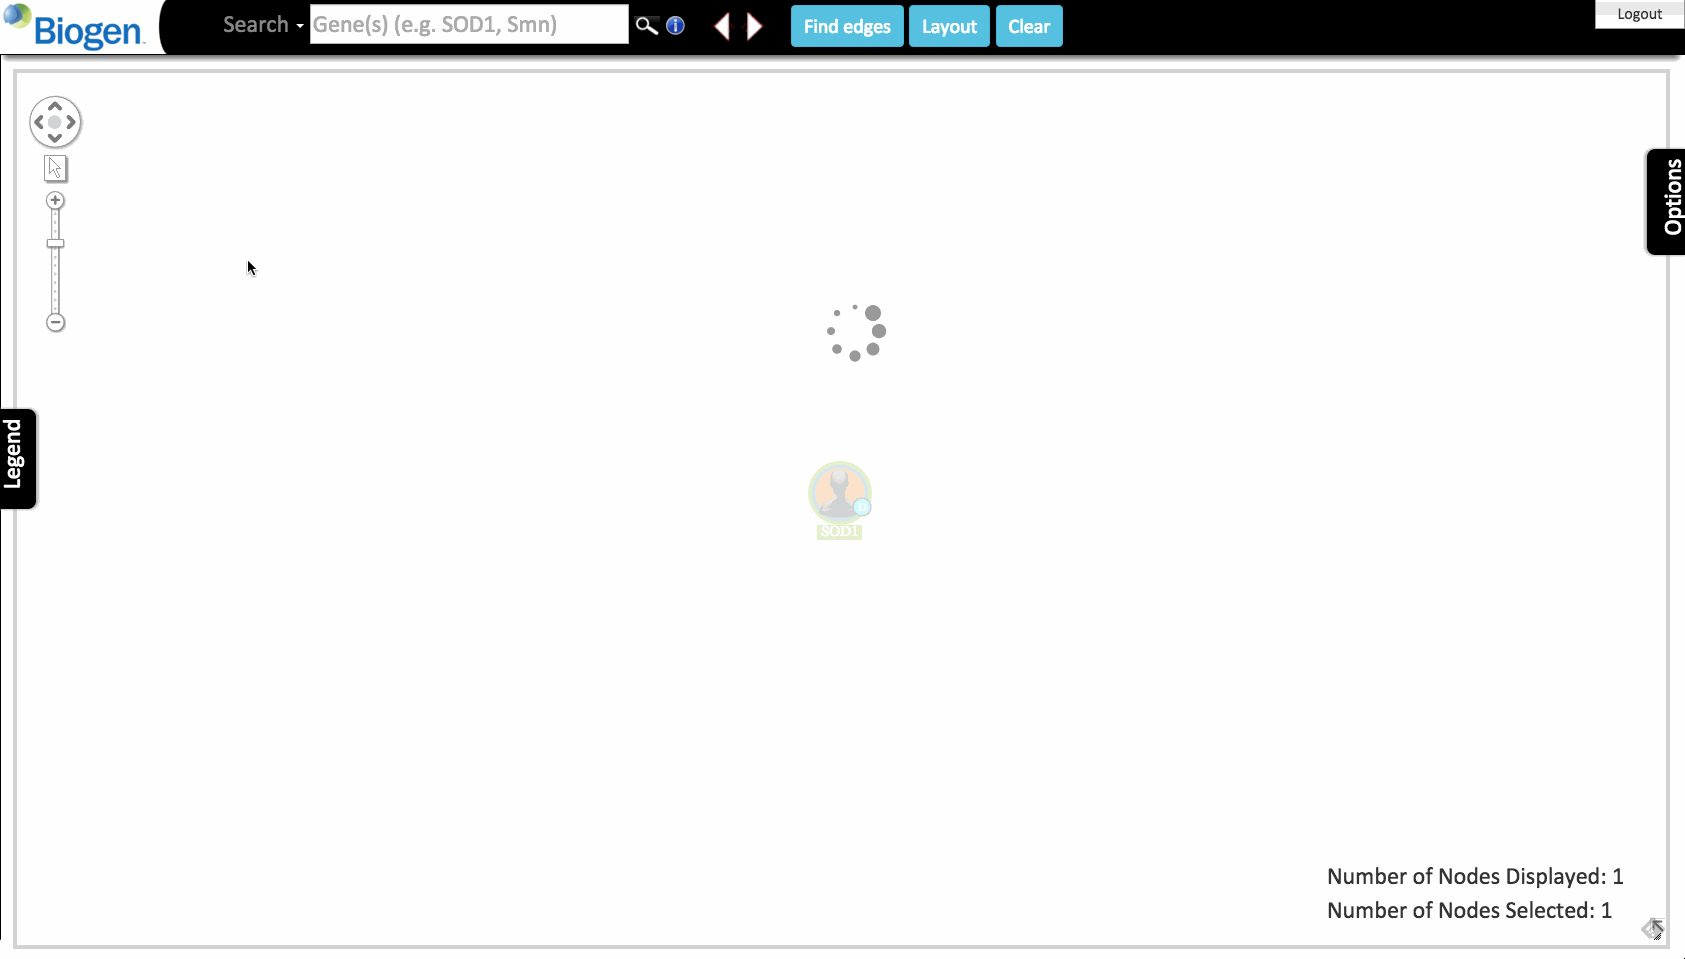 Biogen
Search
Gene(s) (e.g. SOD1, Smn)
Find edges
Layout
Clear
Logout
Options
Legend
D
SOD1
Number of Nodes Displayed: 1
Number of Nodes Selected: 1